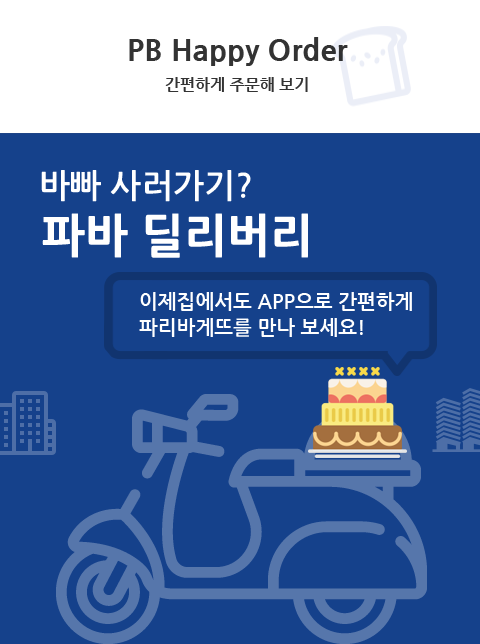 PB Happy Order
간편하게 주문해 보기
바빠 사러가기?
파바 딜리버리
이제집에서도 APP으로 간편하게
파리바게뜨를 만나 보세요!